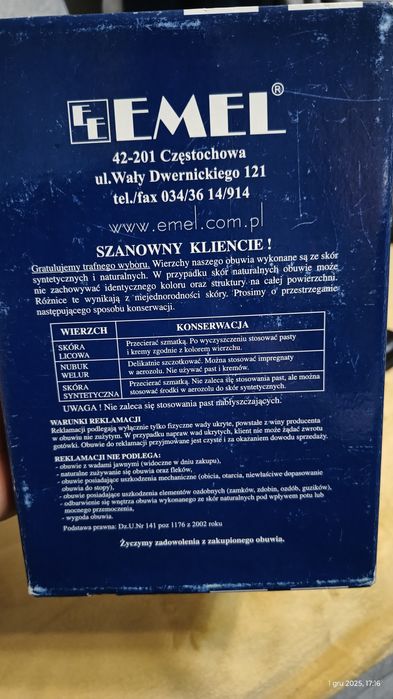 EE EMEL®
42-201 Częstochowa
ul.Wały Dwernickiego 121
tel./fax 034/36 14/914
www.emel.com.pl
SZANOWNY KLIENCIE !
Gratulujemy trafnego wyboru. Wierzchy naszego obuwia wykonane są ze skór
syntetycznych i naturalnych. W przypadku skór naturalnych obuwie może
nie zachowywać identycznego koloru oraz struktury na całej powierzchni.
Różnice te wynikają z niejednorodności skóry. Prosimy o przestrzeganie
następującego sposobu konserwacji.
WIERZCH KONSERWACJA
SKÓRA LICOWA Przecierać szmatką. Po wyczyszczeniu stosować pasty
i kremy zgodnie z kolorem wierzchu.
NUBUK WELUR Delikatnie szczotkować. Można stosować impregnaty
w aerozolu. Nie używać past i kremów.
SKÓRA SYNTETYCZNA Przecierać szmatką. Nie zaleca się stosowania past, ale można
stosować środki w aerozolu do skór syntetycznych.
UWAGA ! Nie zaleca się stosowania past nabłyszczających.
WARUNKI REKLAMACJI
Reklamacji podlegają wyłącznie tylko fizyczne wady ukryte, powstałe z winy producenta
w obuwiu nie zużytym. W przypadku napraw wad ukrytych, klient nie może żądać zwrotu
gotówki. Obuwie do reklamacji przyjmowane jest czyste i za okazaniem dowodu sprzedaży.
REKLAMACJI NIE PODLEGA:
- obuwie z wadami jawnymi (widoczne w dniu zakupu),
- naturalne zużywanie się obuwia oraz fleków,
- obuwie posiadające uszkodzenia mechaniczne (obicia, otarcia, niewłaściwe dopasowanie
obuwia do stopy),
- obuwie posiadające uszkodzenia elementów ozdobnych (zamków, zdobin, ozdób, guzików),
- odbarwienie się wnętrza obuwia wykonanego ze skór naturalnych pod wpływem potu lub
mocnego przemoczenia,
- wygoda obuwia.
Podstawa prawna: Dz.U.Nr 141 poz 1176 z 2002 roku
Życzymy zadowolenia z zakupionego obuwia.
1 gru 2025, 17:16